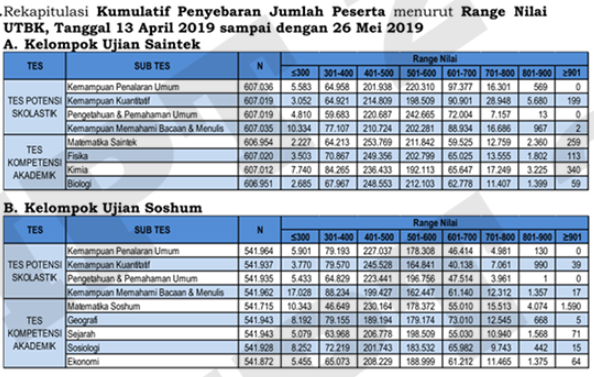 .Rekapitulasi Kumulatif Penyebaran Jumlah Peserta menurut Range Nilai
UTBK, Tanggal 13 April 2019 sampai dengan 26 Mei 2019
A. Kelompok Ujian Saintek
TES SUB TES N Range Nilai
≤300 301-400 401-500 501-600 601-700 701-800 801-900 ≥901
TES POTENSI SKOLASTIK
Kemampuan Penalaran Umum 607.036 5.583 64.958 201.938 220.310 97.377 16.301 569 0
Kemampuan Kuantitatif 607.019 3.052 64.921 214.809 198.509 90.901 28.948 5.680 199
Pengetahuan & Pemahaman Umum 607.019 4.810 59.683 220.687 242.665 72.004 7.157 13 0
Kemampuan Memahami Bacaan & Menulis 607.035 10.334 77.107 210.724 202.281 88.934 16.686 967 2
TES KOMPETENSI AKADEMIK
Matematika Saintek 606.954 2.227 64.213 253.769 211.842 59.525 12.759 2.360 259
Fisika 607.020 3.503 70.867 249.356 202.799 65.025 13.555 1.802 113
Kimia 607.012 7.740 84.265 236.433 192.113 65.647 17.249 3.225 340
Biologi 606.951 2.685 67.967 248.553 212.103 62.778 11.407 1.399 59
B. Kelompok Ujian Soshum
TES SUB TES N Range Nilai
≤300 301-400 401-500 501-600 601-700 701-800 801-900 ≥901
TES POTENSI SKOLASTIK
Kemampuan Penalaran Umum 541.964 5.901 79.193 227.037 178.308 46.414 4.981 130 0
Kemampuan Kuantitatif 541.937 3.770 79.570 245.528 164.841 40.138 7.061 990 39
Pengetahuan & Pemahaman Umum 541.935 5.433 64.829 223.441 196.756 47.514 3.961 1 0
Kemampuan Memahami Bacaan & Menulis 541.962 17.028 88.234 199.427 162.447 61.140 12.312 1.357 17
TES KOMPETENSI AKADEMIK
Matematika Soshum 541.715 10.343 46.649 230.164 178.372 55.010 15.513 4.074 1.590
Geografi 541.943 8.192 79.155 189.194 179.174 73.010 12.545 668 5
Sejarah 541.943 5.079 63.968 206.778 198.509 55.030 10.940 1.568 71
Sosiologi 541.928 8.252 72.219 201.743 183.532 65.982 9.743 442 15
Ekonomi 541.872 5.455 65.073 208.229 188.999 61.212 11.465 1.375 64